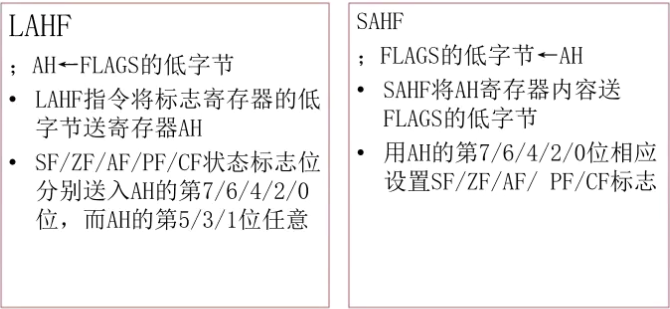 LAHF
；AH←FLAGS的低字节
• LAHF指令将标志寄存器的低
字节送寄存器AH
• SF/ZF/AF/PF/CF状态标志位
分别送入AH的第7/6/4/2/0
位，而AH的第5/3/1位任意
SAHF
；FLAGS的低字节←AH
• SAHF将AH寄存器内容送
FLAGS的低字节
• 用AH的第7/6/4/2/0位相应
设置SF/ZF/AF/ PF/CF标志